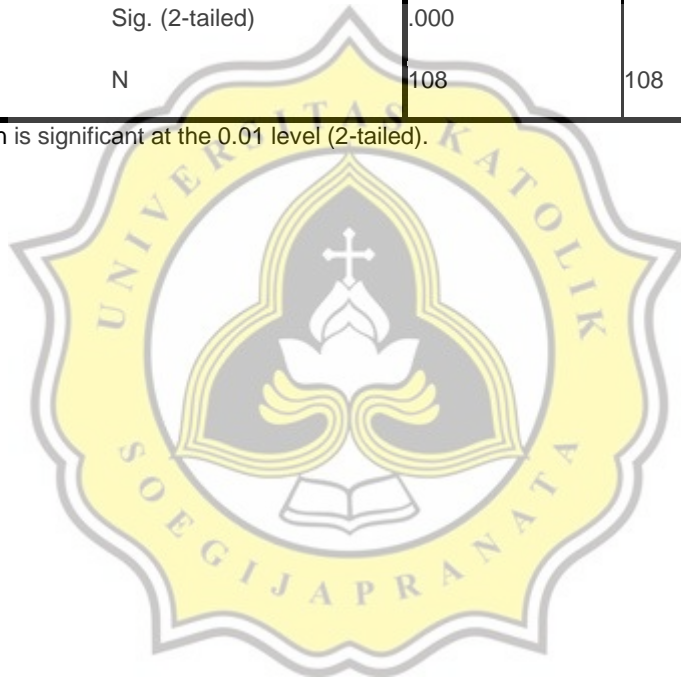 Sig. (2-tailed) .000
N 108 108
n is significant at the 0.01 level (2-tailed).
UNIVERSITAS KATOLIK
SOEGIJAPRANATA